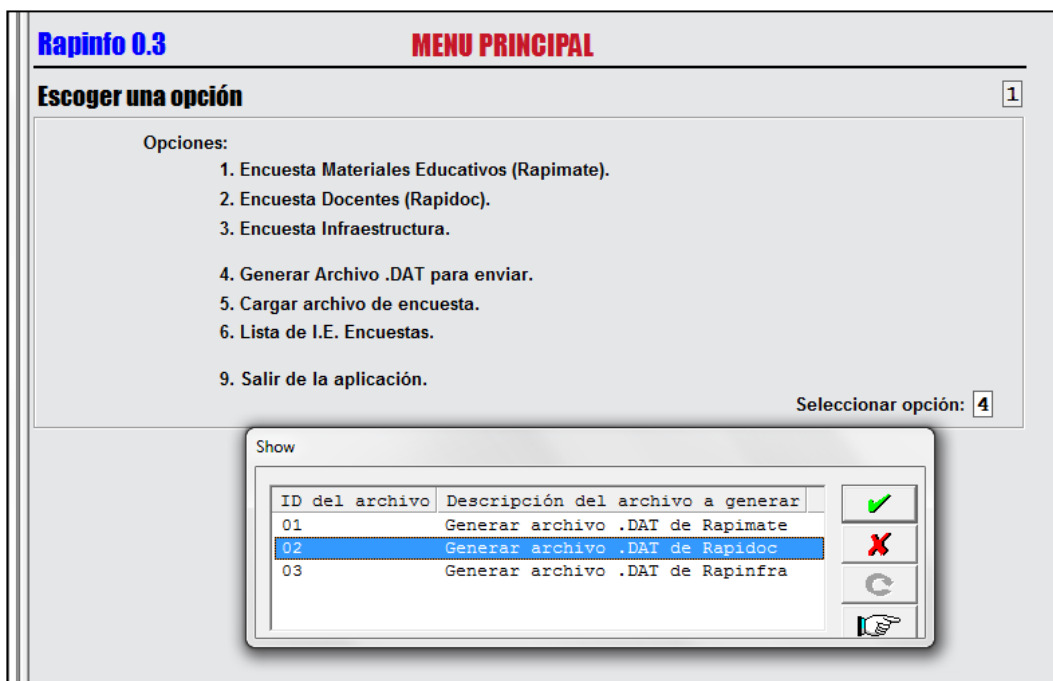 Rapinfo 0.3 MENU PRINCIPAL
Escoger una opción 1
Opciones:
1. Encuesta Materiales Educativos (Rapimate).
2. Encuesta Docentes (Rapidoc).
3. Encuesta Infraestructura.
4. Generar Archivo .DAT para enviar.
5. Cargar archivo de encuesta.
6. Lista de I.E. Encuestas.
9. Salir de la aplicación.
Seleccionar opción: 4
Show
ID del archivo Descripción del archivo a generar
01 Generar archivo .DAT de Rapimate
02 Generar archivo .DAT de Rapidoc
03 Generar archivo .DAT de Rapinfra